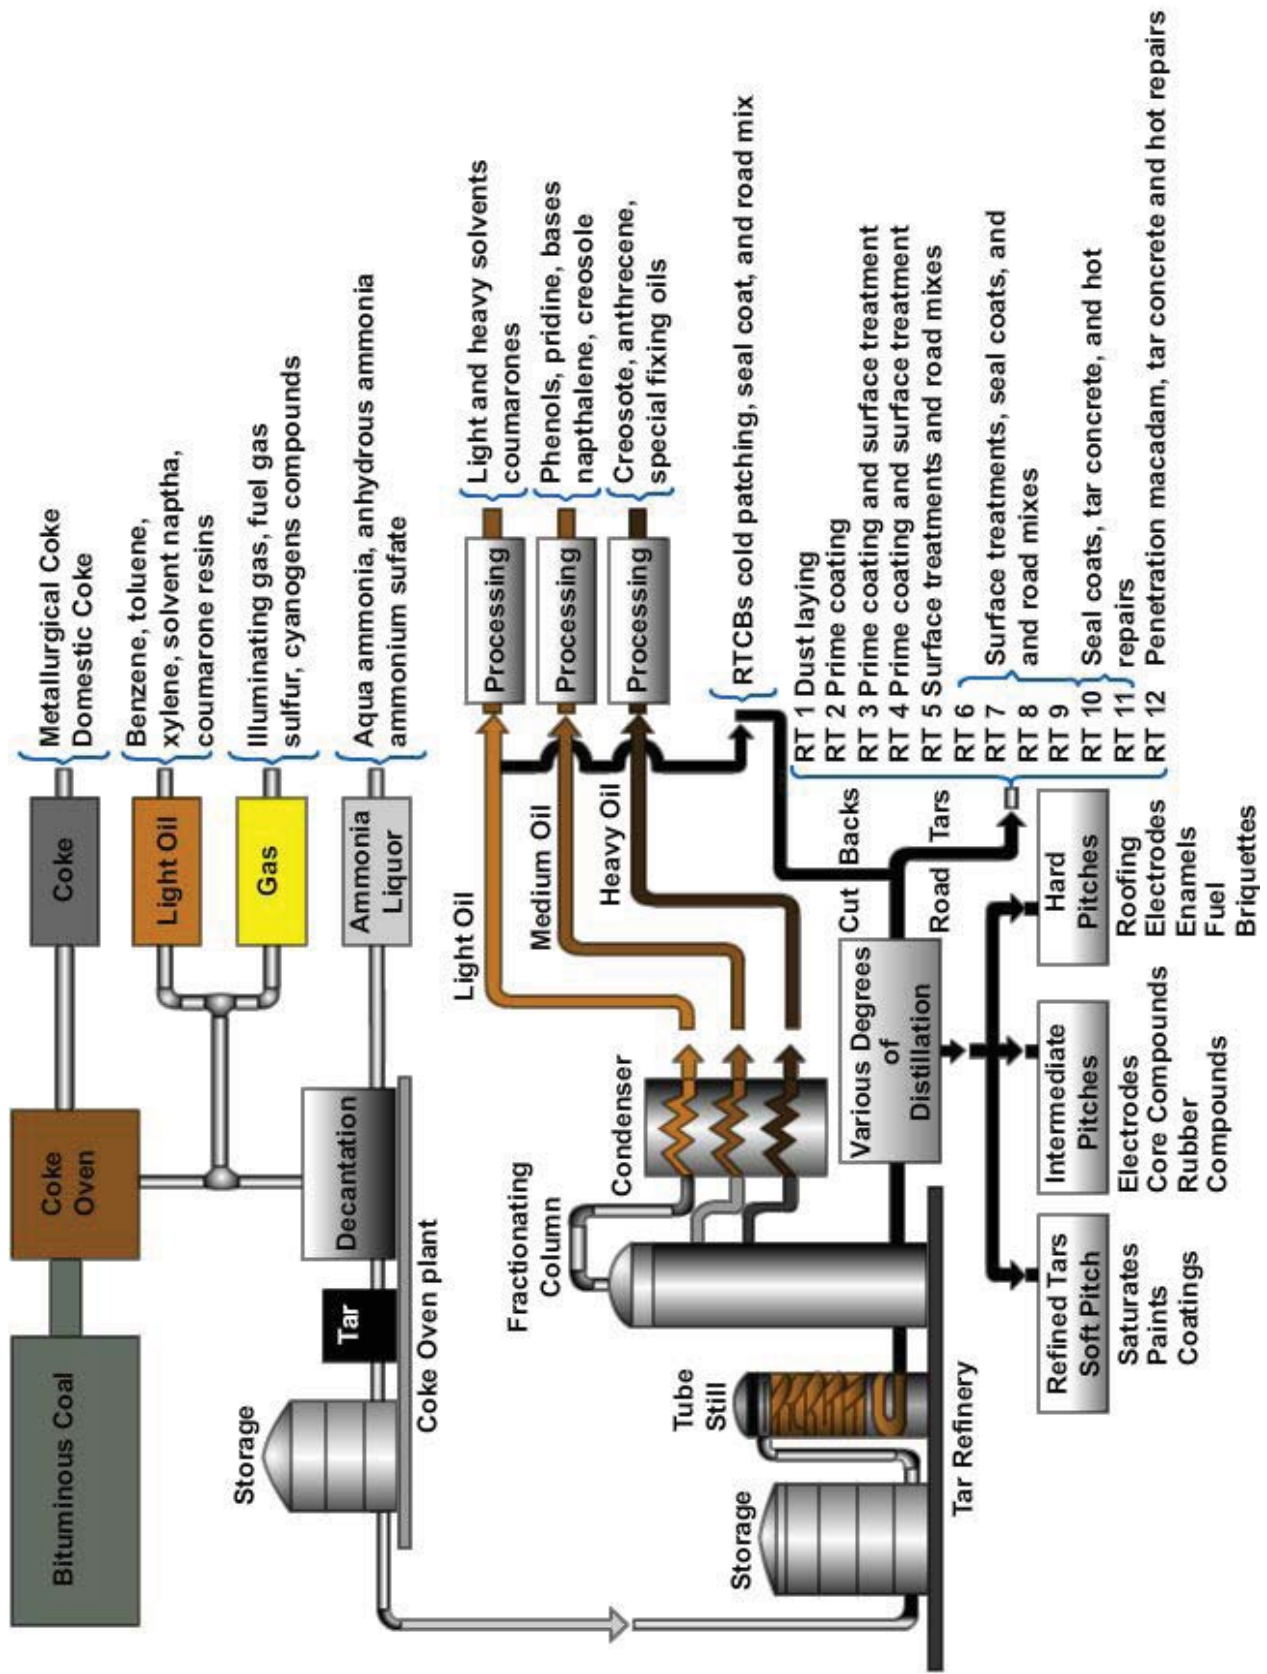 Bituminous Coal
Coke
Oven
Coke
Metallurgical Coke
Domestic Coke
Light Oil
Benzene, toluene,
xylene, solvent naptha,
coumarone resins
Gas
Illuminating gas, fuel gas
sulfur, cyanogens compounds
Storage
Tar
Decantation
Ammonia
Liquor
Aqua ammonia, anhydrous ammonia
ammonium sufate
Coke Oven plant
Light Oil
Processing
Light and heavy solvents
coumarones
Medium Oil
Processing
Phenols, pridine, bases
napthalene, creosole
Heavy Oil
Processing
Creosote, anthrecene,
special fixing oils
Fractionating
Column
Condenser
Tube
Still
Storage
Tar Refinery
Various Degrees
of
Distillation
Cut Backs
Road Tars
RTCBs cold patching, seal coat, and road mix
RT 1 Dust laying
RT 2 Prime coating
RT 3 Prime coating and surface treatment
RT 4 Prime coating and surface treatment
RT 5 Surface treatments and road mixes
RT 6
RT 7 Surface treatments, seal coats, and
RT 8 and road mixes
RT 9
RT 10 Seal coats, tar concrete, and hot
RT 11 repairs
RT 12 Penetration macadam, tar concrete and hot repairs
Refined Tars
Soft Pitch
Saturates
Paints
Coatings
Intermediate
Pitches
Electrodes
Core Compounds
Rubber
Compounds
Hard
Pitches
Roofing
Electrodes
Enamels
Fuel
Briquettes